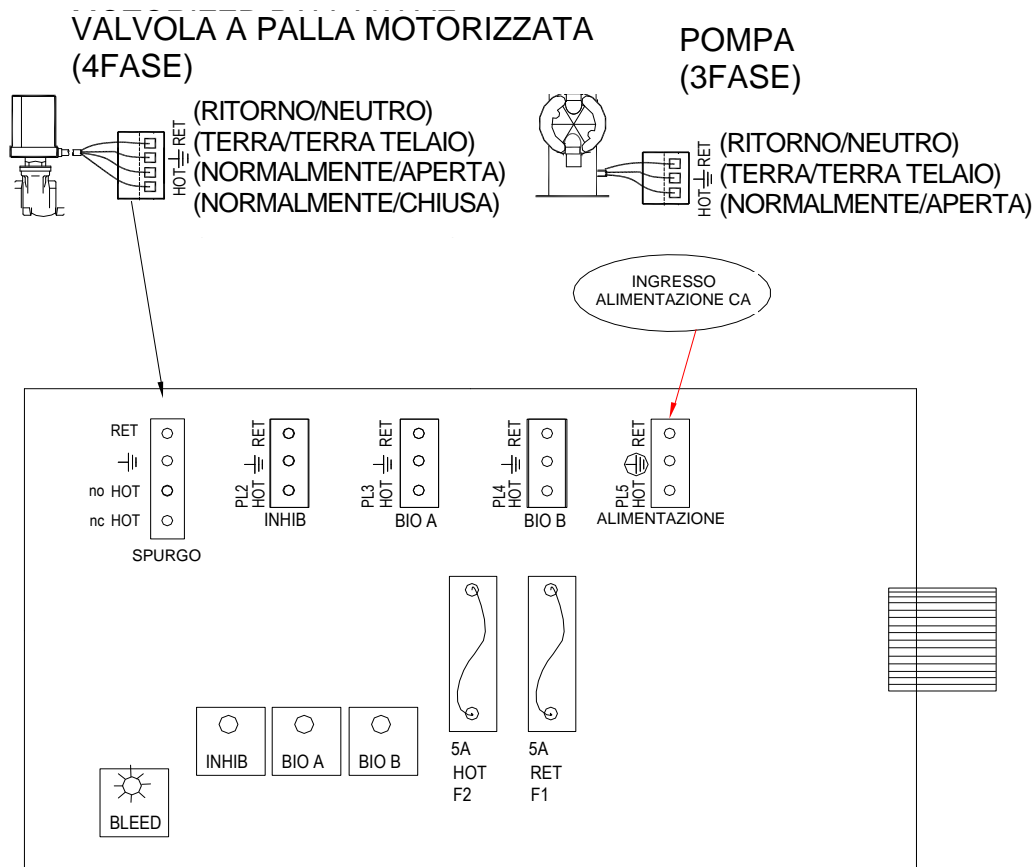 VALVOLA A PALLA MOTORIZZATA
(4FASE)
POMPA
(3FASE)
HOT RET
(RITORNO/NEUTRO)
(TERRA/TERRA TELAIO)
(NORMALMENTE/APERTA)
(NORMALMENTE/CHIUSA)
HOT RET
(RITORNO/NEUTRO)
(TERRA/TERRA TELAIO)
(NORMALMENTE/APERTA)
INGRESSO
ALIMENTAZIONE CA
RET
no HOT
nc HOT
SPURGO
PL2
HOT RET
INHIB
PL3
HOT RET
BIO A
PL4
HOT RET
BIO B
PL5
HOT RET
ALIMENTAZIONE
5A
HOT
F2
5A
RET
F1
INHIB
BIO A
BIO B
BLEED